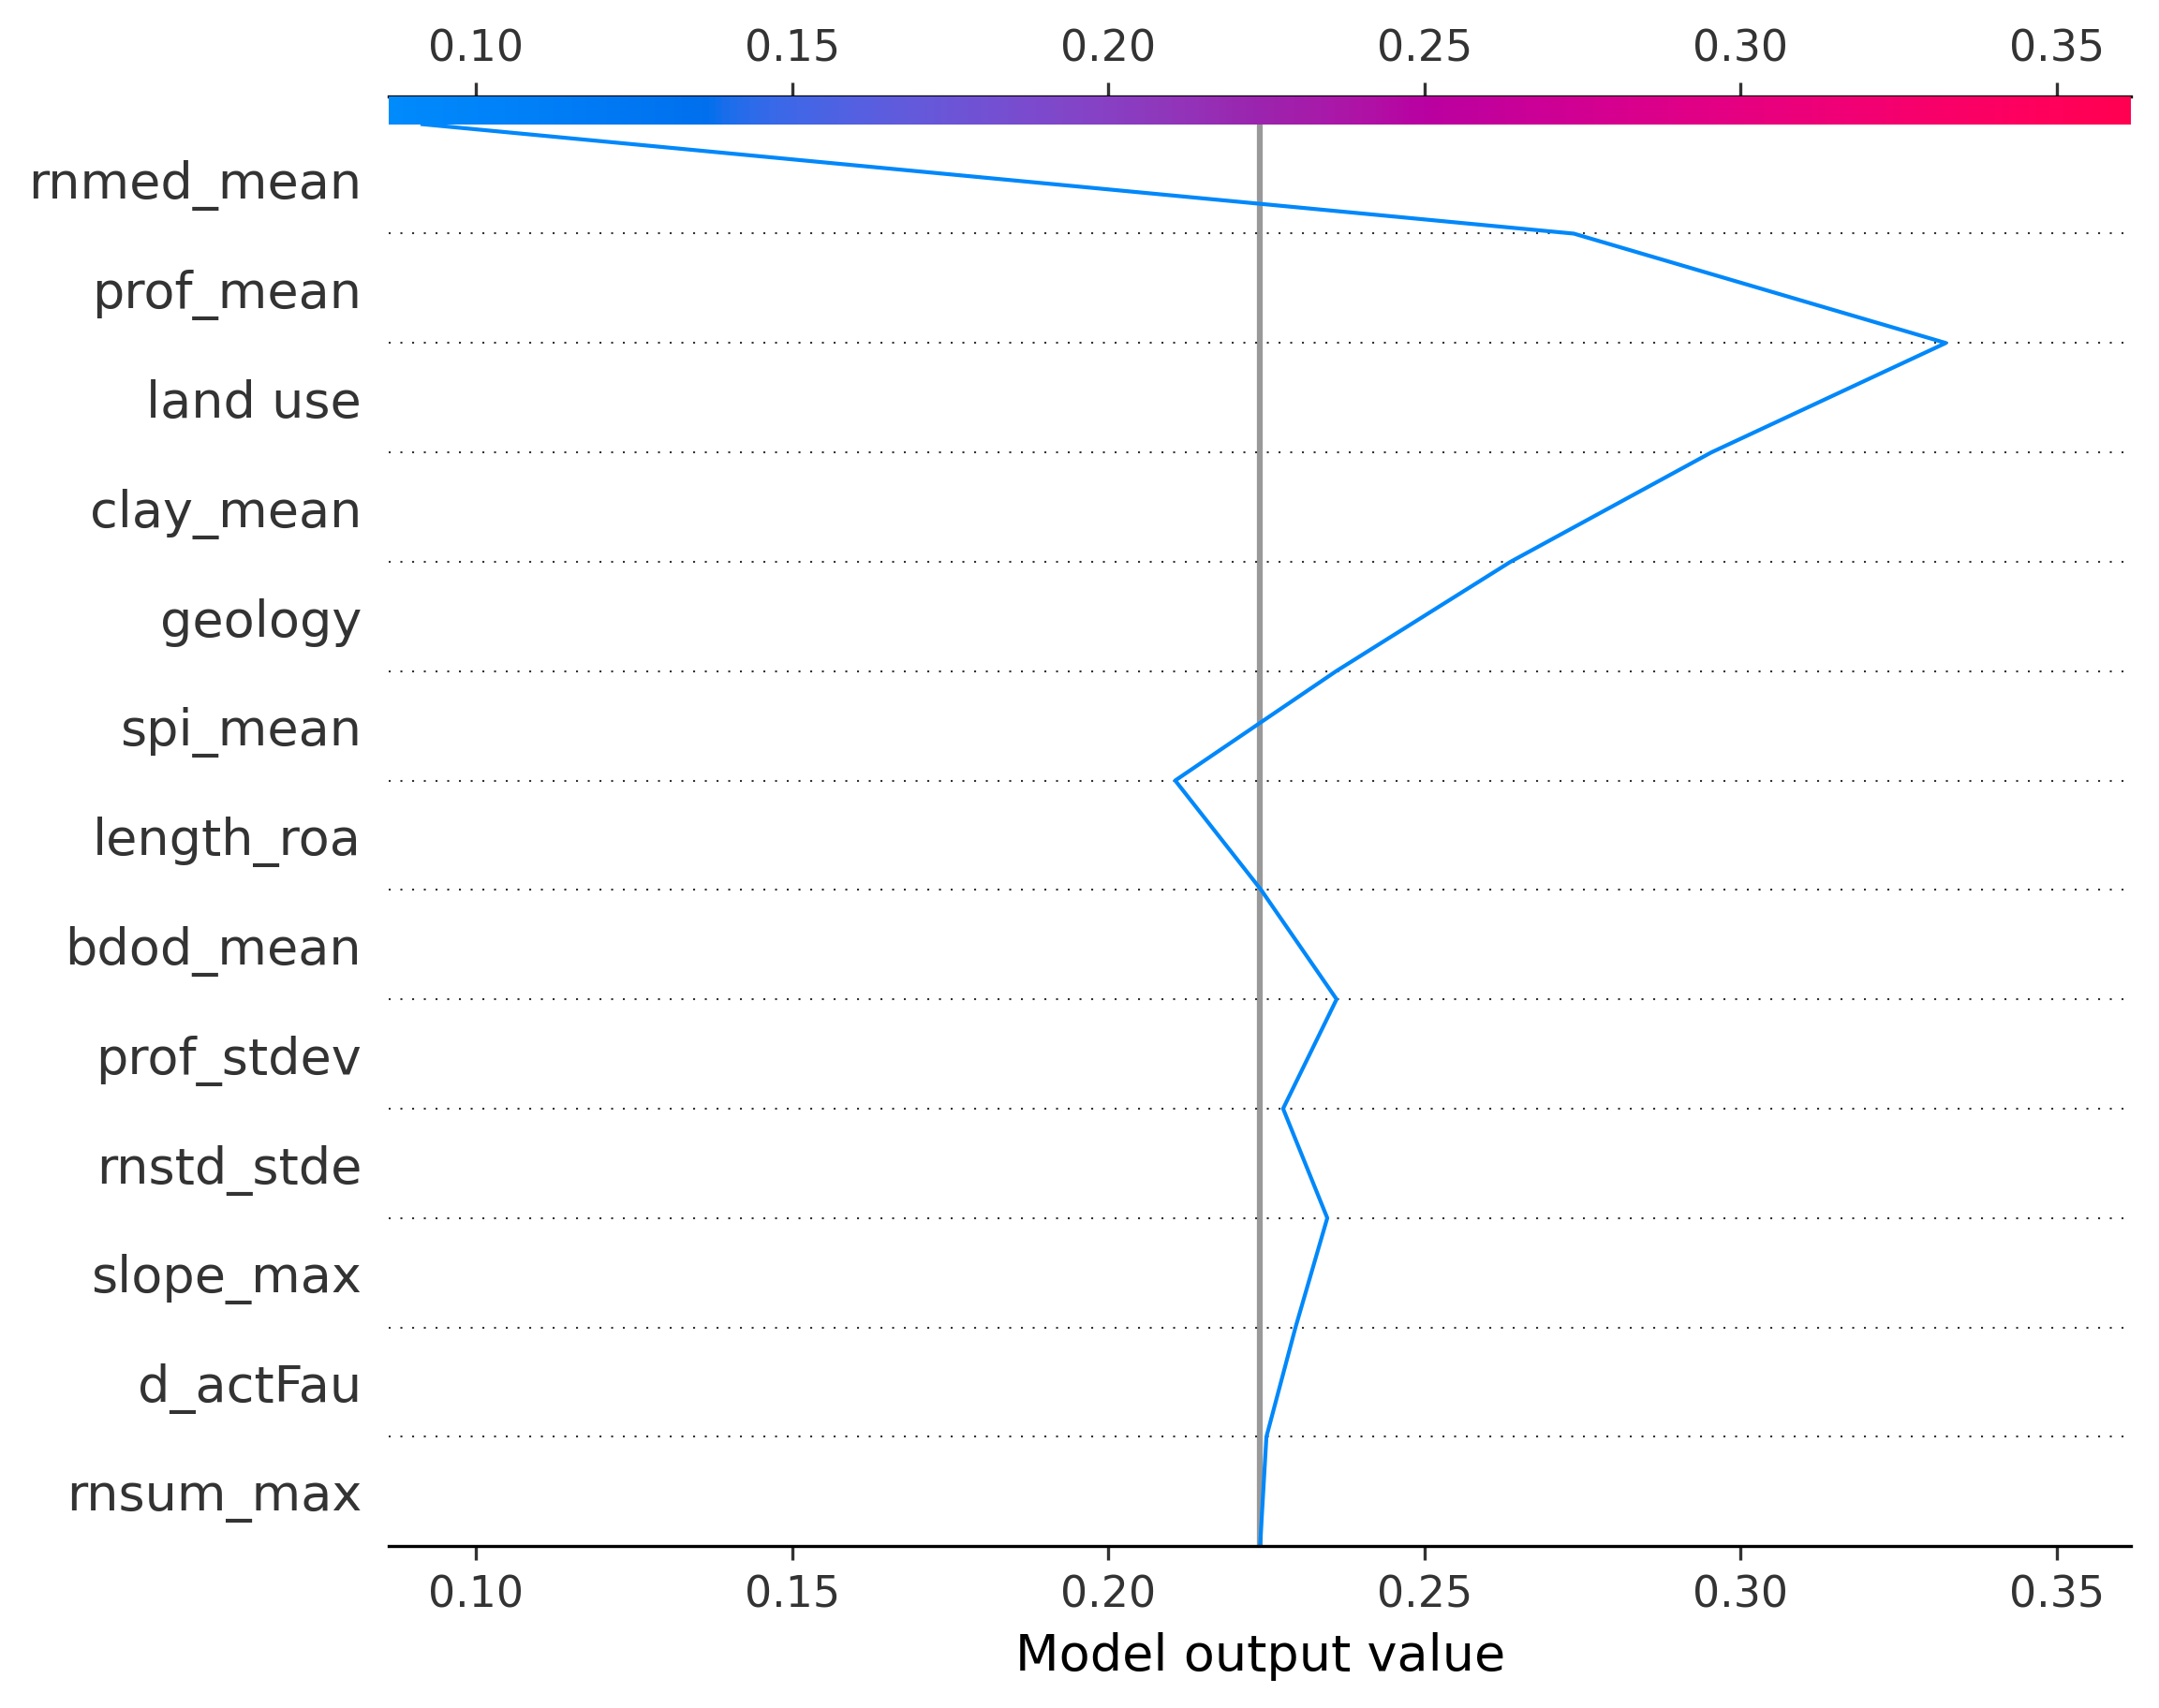 0.10 0.15 0.20 0.25 0.30 0.35
rnmed_mean
prof_mean
land use
clay_mean
geology
spi_mean
length_roa
bdod_mean
prof_stdev
rnstd_stde
slope_max
d_actFau
rnsum_max
0.10 0.15 0.20 0.25 0.30 0.35
Model output value